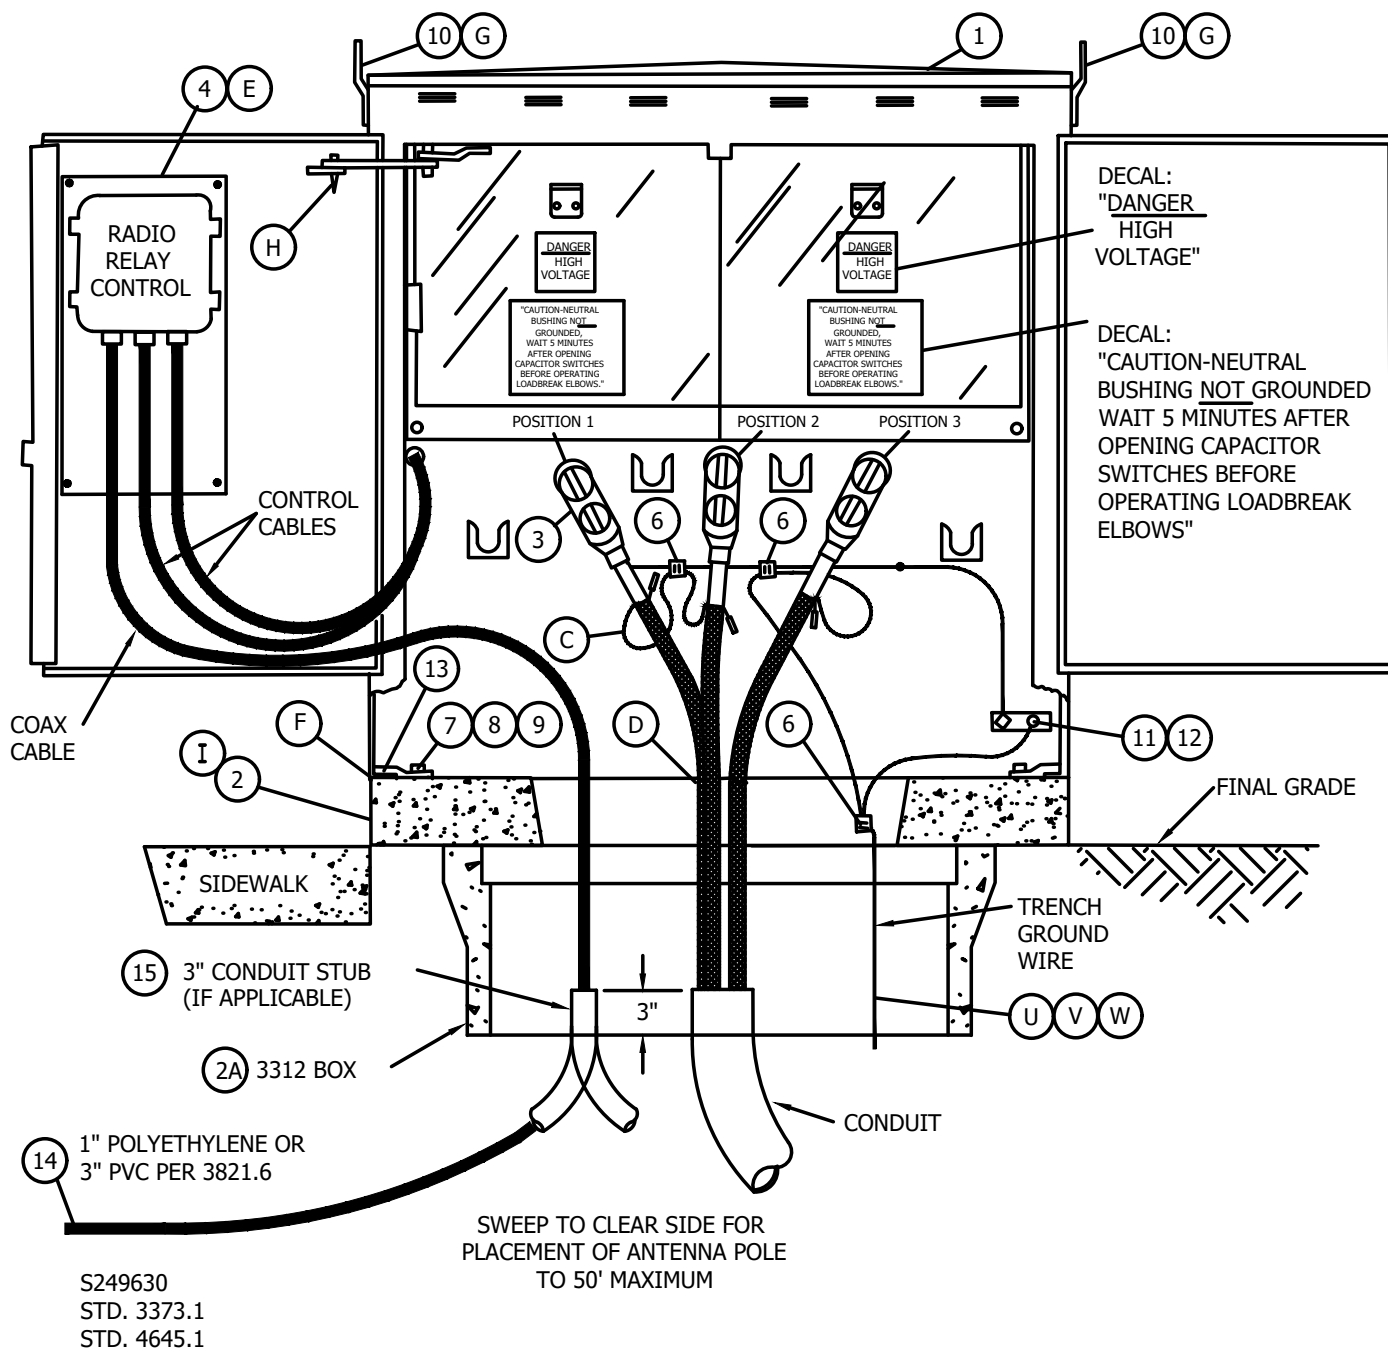 10 G
1
10 G
4 E
RADIO
RELAY
CONTROL
H
DANGER
HIGH
VOLTAGE
"CAUTION-NEUTRAL
BUSHING NOT
GROUNDED,
WAIT 5 MINUTES
AFTER OPENING
CAPACITOR SWITCHES
BEFORE OPERATING
LOADBREAK ELBOWS."
DANGER
HIGH
VOLTAGE
"CAUTION-NEUTRAL
BUSHING NOT
GROUNDED,
WAIT 5 MINUTES
AFTER OPENING
CAPACITOR SWITCHES
BEFORE OPERATING
LOADBREAK ELBOWS."
DECAL:
"DANGER
HIGH
VOLTAGE"
DECAL:
"CAUTION-NEUTRAL
BUSHING NOT GROUNDED
WAIT 5 MINUTES AFTER
OPENING CAPACITOR
SWITCHES BEFORE
OPERATING LOADBREAK
ELBOWS"
POSITION 1
POSITION 2
POSITION 3
CONTROL
CABLES
3
6
6
C
13
COAX
CABLE
F
7 8 9
D
6
11 12
I
2
FINAL GRADE
SIDEWALK
TRENCH
GROUND
WIRE
15
3" CONDUIT STUB
(IF APPLICABLE)
3"
U V W
2A 3312 BOX
CONDUIT
14
1" POLYETHYLENE OR
3" PVC PER 3821.6
SWEEP TO CLEAR SIDE FOR
PLACEMENT OF ANTENNA POLE
TO 50' MAXIMUM
S249630
STD. 3373.1
STD. 4645.1